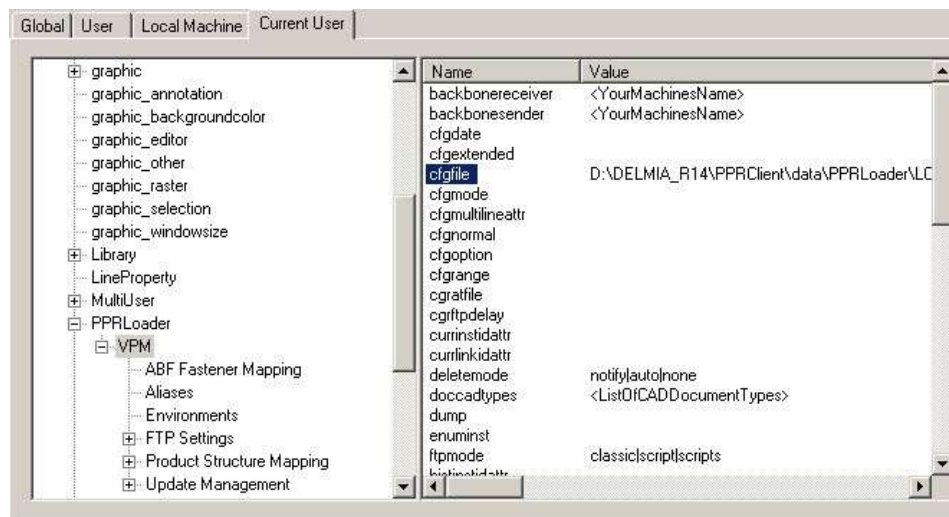 Global User Local Machine Current User
graphic
graphic_annotation
graphic_backgroundcolor
graphic_editor
graphic_other
graphic_raster
graphic_selection
graphic_windowsize
Library
LineProperty
MultiUser
PPRLoader
VPM
ABF Fastener Mapping
Aliases
Environments
FTP Settings
Product Structure Mapping
Update Management
Name Value
backbonereceiver <YourMachinesName>
backbonesender <YourMachinesName>
cfgdate
cfgextended
cfgfile D:\DELMIA_R14\PPRClient\data\PPRLoader\LC
cfgmode
cfgmultilineattr
cfgnormal
cfgoption
cfgrange
cgratfile
cgrftpdelay
currinstidattr
currlinkidattr
deletemode notify|auto|none
doccadtypes <ListOfCADDocumentTypes>
dump
enuminst
ftpmode classic|script|scripts